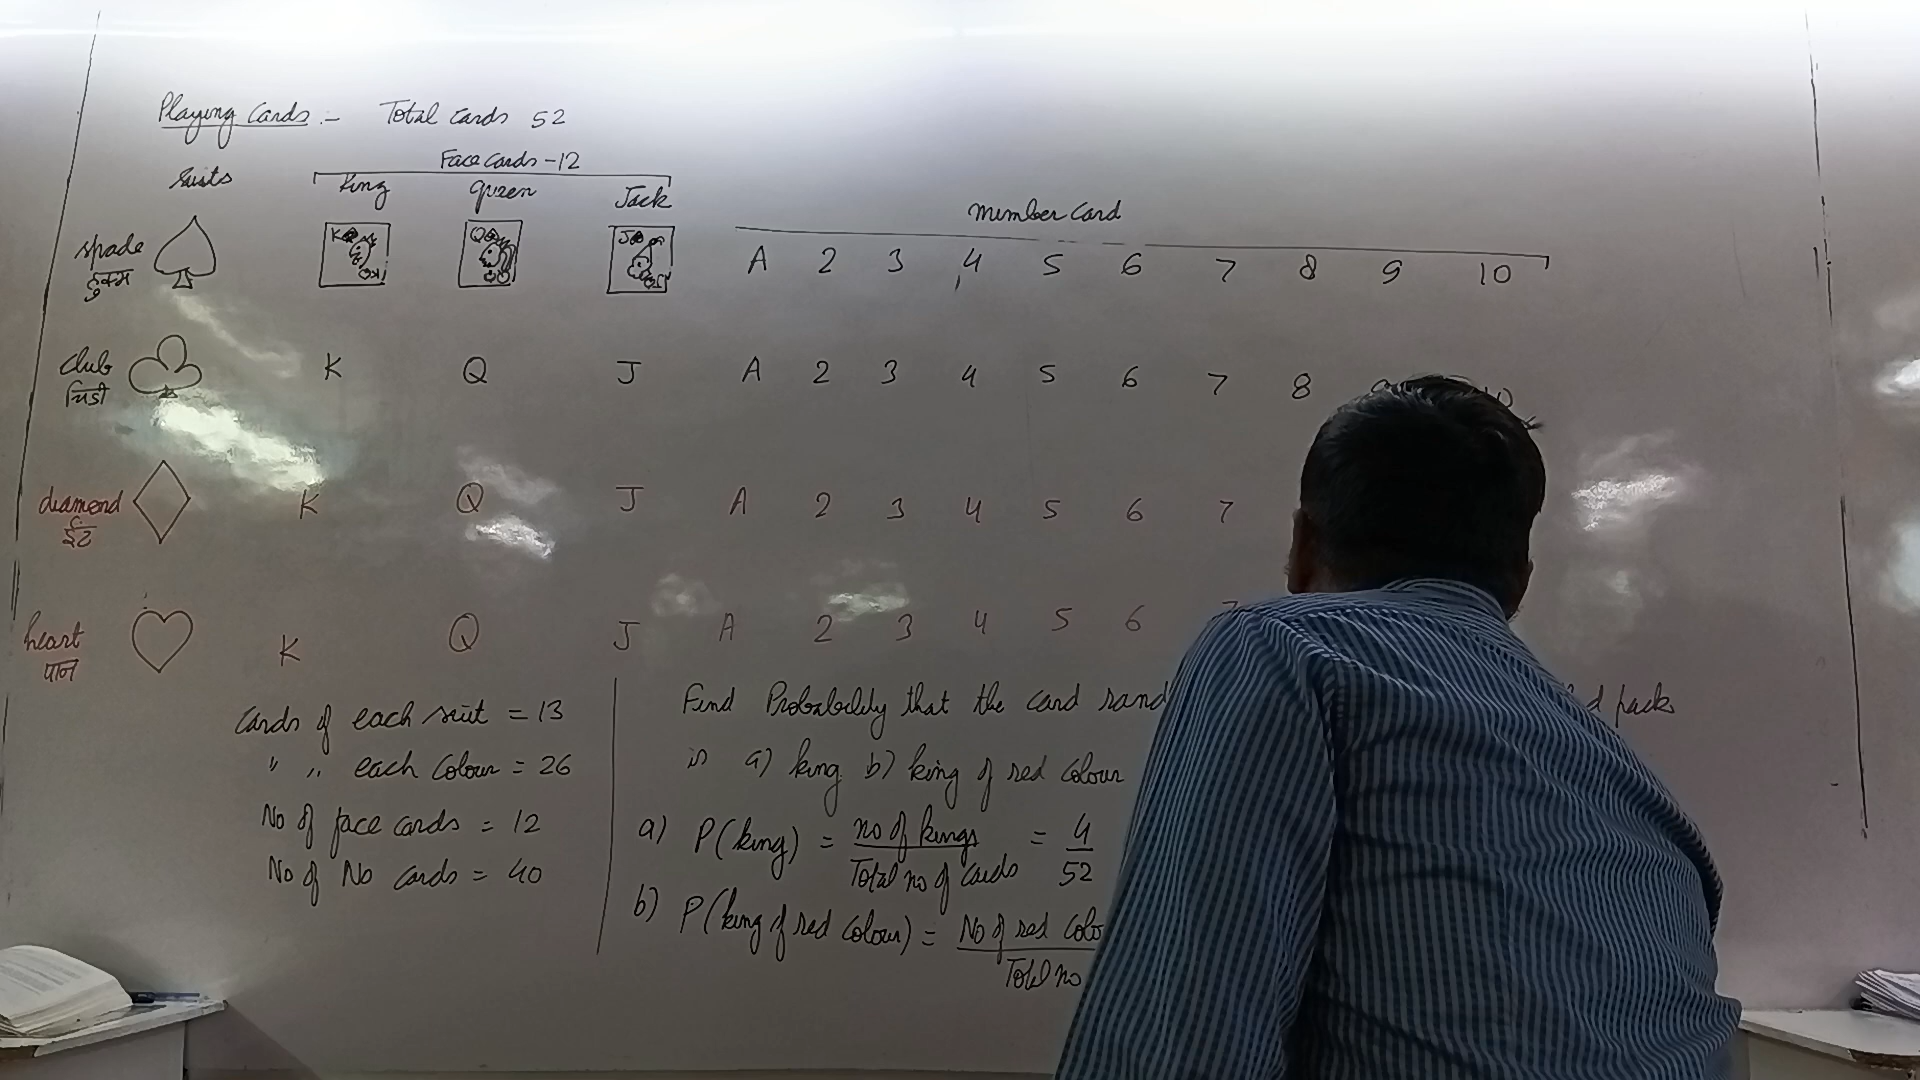 Playing Cards :- Total cards 52
Face cards - 12
Suits King Queen Jack
Number Card
K Q J
spade A 2 3 4 5 6 7 8 9 10
हुकुम
club K Q J A 2 3 4 5 6 7 8
चिड़ी
diamond K Q J A 2 3 4 5 6 7
ईंट
heart K Q J A 2 3 4 5 6
पान
Cards of each suit = 13
" " each Colour = 26
No of face cards = 12
No of No cards = 40
Find Probability that the card pack
is a) king b) king of red colour
a) P(king) = no of kings / Total no of cards = 4/52
b) P(king of red colour) = No of red / Total no